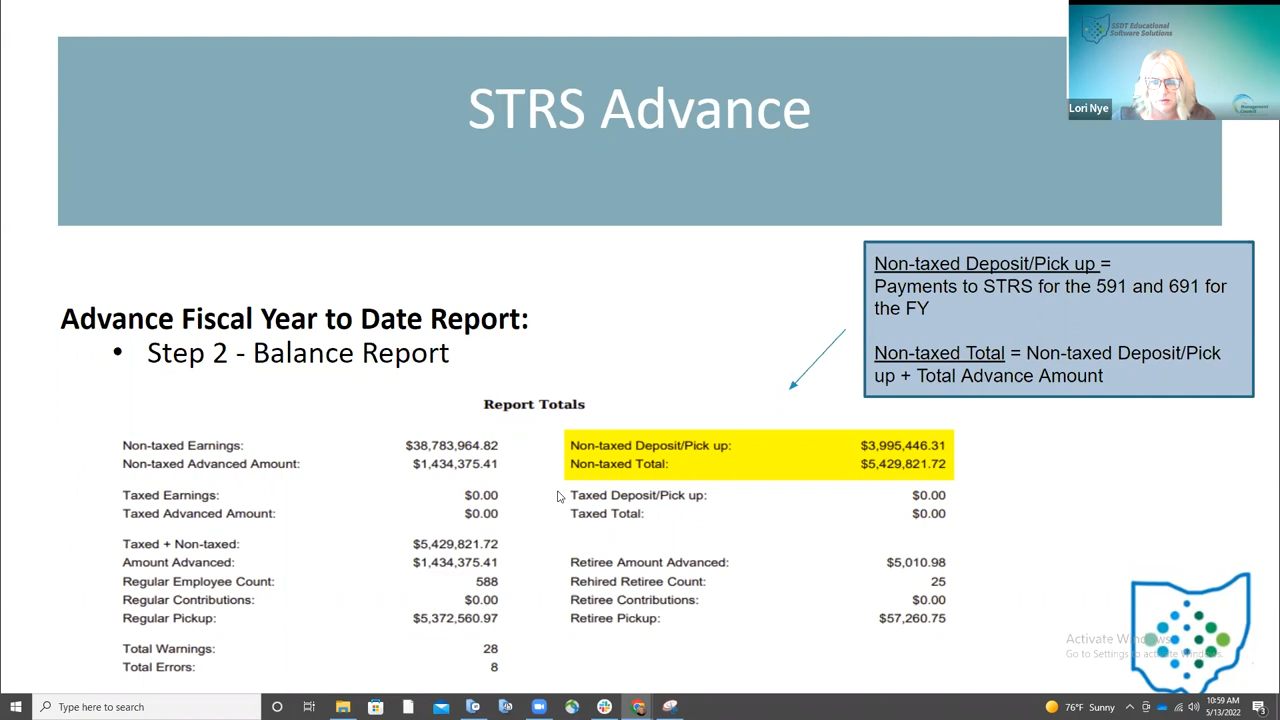 STRS Advance
SSDT Educational
Software Solutions
Lori Nye
Management
Council
Non-taxed Deposit/Pick up =
Payments to STRS for the 591 and 691 for
the FY
Non-taxed Total = Non-taxed Deposit/Pick
up + Total Advance Amount
Advance Fiscal Year to Date Report:
• Step 2 - Balance Report
Report Totals
Non-taxed Earnings: $38,783,964.82 Non-taxed Deposit/Pick up: $3,995,446.31
Non-taxed Advanced Amount: $1,434,375.41 Non-taxed Total: $5,429,821.72
Taxed Earnings: $0.00 Taxed Deposit/Pick up: $0.00
Taxed Advanced Amount: $0.00 Taxed Total: $0.00
Taxed + Non-taxed: $5,429,821.72
Amount Advanced: $1,434,375.41 Retiree Amount Advanced: $5,010.98
Regular Employee Count: 588 Rehired Retiree Count: 25
Regular Contributions: $0.00 Retiree Contributions: $0.00
Regular Pickup: $5,372,560.97 Retiree Pickup: $57,260.75
Total Warnings: 28
Total Errors: 8
Activate Windows
Go to Settings to activate Windows.
Type here to search
76°F Sunny
10:59 AM
5/13/2022
3